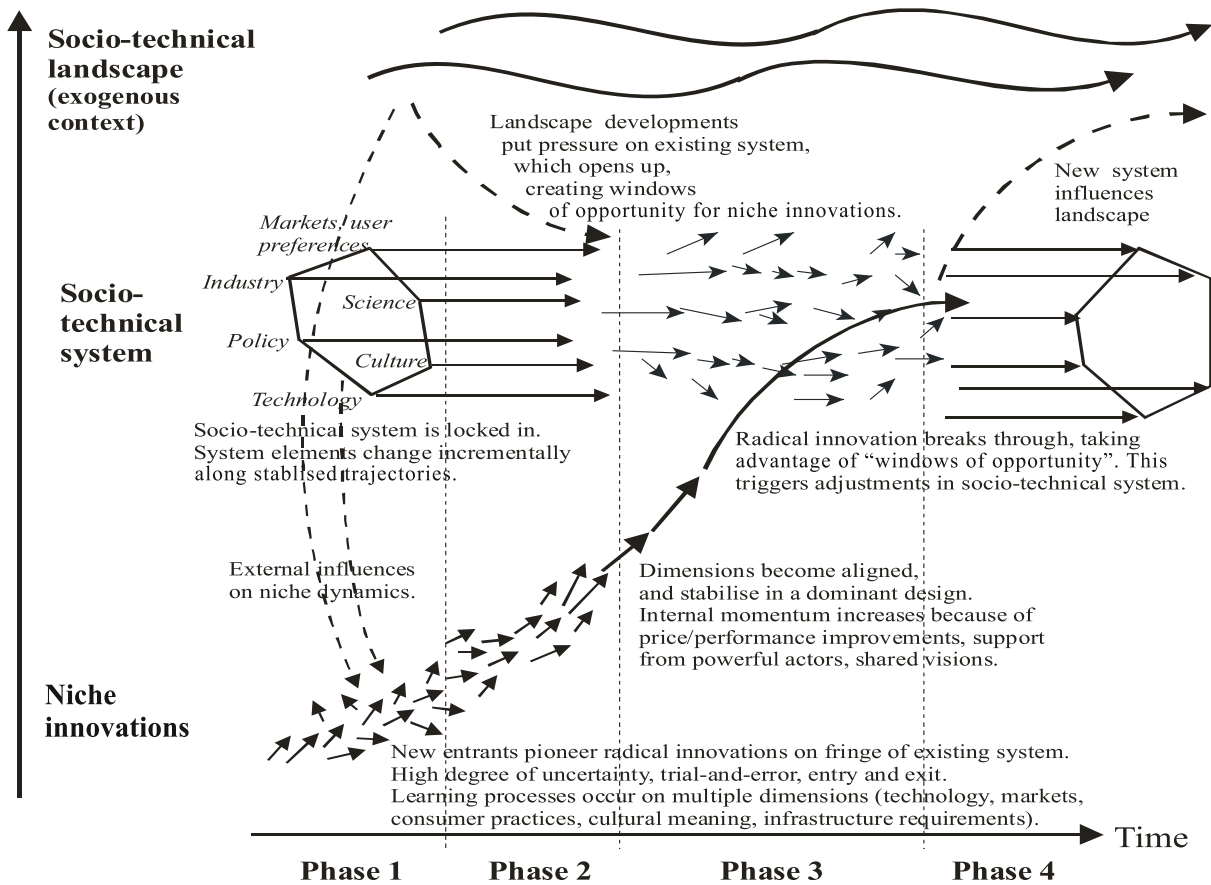 Socio-technical
landscape
(exogenous
context)
Landscape developments
put pressure on existing system,
which opens up,
creating windows
of opportunity for niche innovations.
New system
influences
landscape
Markets, user
preferences
Industry
Science
Policy
Culture
Technology
Socio-
technical
system
Socio-technical system is locked in.
System elements change incrementally
along stablised trajectories.
Radical innovation breaks through, taking
advantage of “windows of opportunity”. This
triggers adjustments in socio-technical system.
External influences
on niche dynamics.
Dimensions become aligned,
and stabilise in a dominant design.
Internal momentum increases because of
price/performance improvements, support
from powerful actors, shared visions.
Niche
innovations
New entrants pioneer radical innovations on fringe of existing system.
High degree of uncertainty, trial-and-error, entry and exit.
Learning processes occur on multiple dimensions (technology, markets,
consumer practices, cultural meaning, infrastructure requirements).
Time
Phase 1
Phase 2
Phase 3
Phase 4